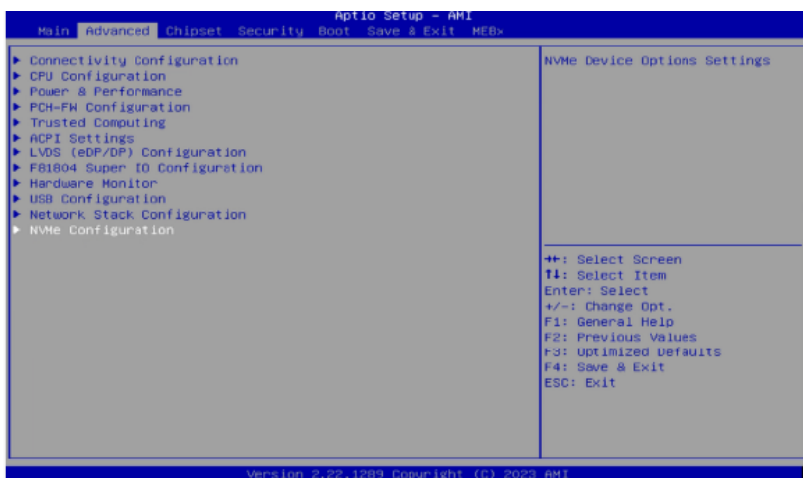 Aptio Setup - AMI
Main Advanced Chipset Security Boot Save & Exit MEBx
▶ Connectivity Configuration
▶ CPU Configuration
▶ Power & Performance
▶ PCH-FW Configuration
▶ Trusted Computing
▶ ACPI Settings
▶ LVDS (eDP/DP) Configuration
▶ F81804 Super IO Configuration
▶ Hardware Monitor
▶ USB Configuration
▶ Network Stack Configuration
▶ NVMe Configuration
NVMe Device Options Settings
→←: Select Screen
↑↓: Select Item
Enter: Select
+/-: Change Opt.
F1: General Help
F2: Previous Values
F3: Optimized Defaults
F4: Save & Exit
ESC: Exit
Version 2.22.1289 Copyright (C) 2023 AMI